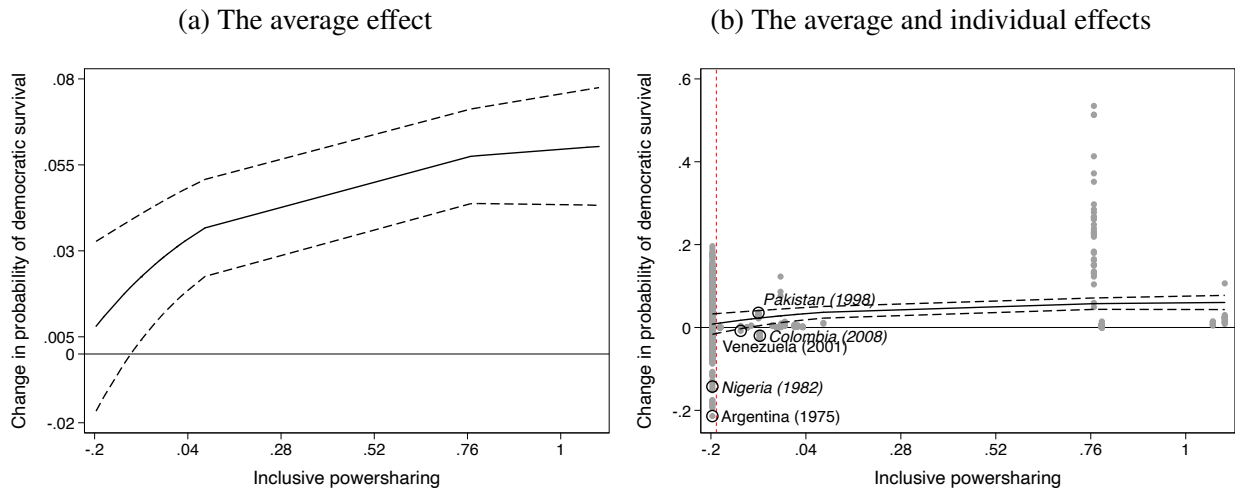 (a) The average effect
Change in probability of democratic survival
.08
.055
.03
.005
0
-.02
-.2
.04
.28
.52
.76
1
Inclusive powersharing
(b) The average and individual effects
Change in probability of democratic survival
.6
.4
.2
0
-.2
Pakistan (1998)
Colombia (2008)
Venezuela (2001)
Nigeria (1982)
Argentina (1975)
-.2
.04
.28
.52
.76
1
Inclusive powersharing